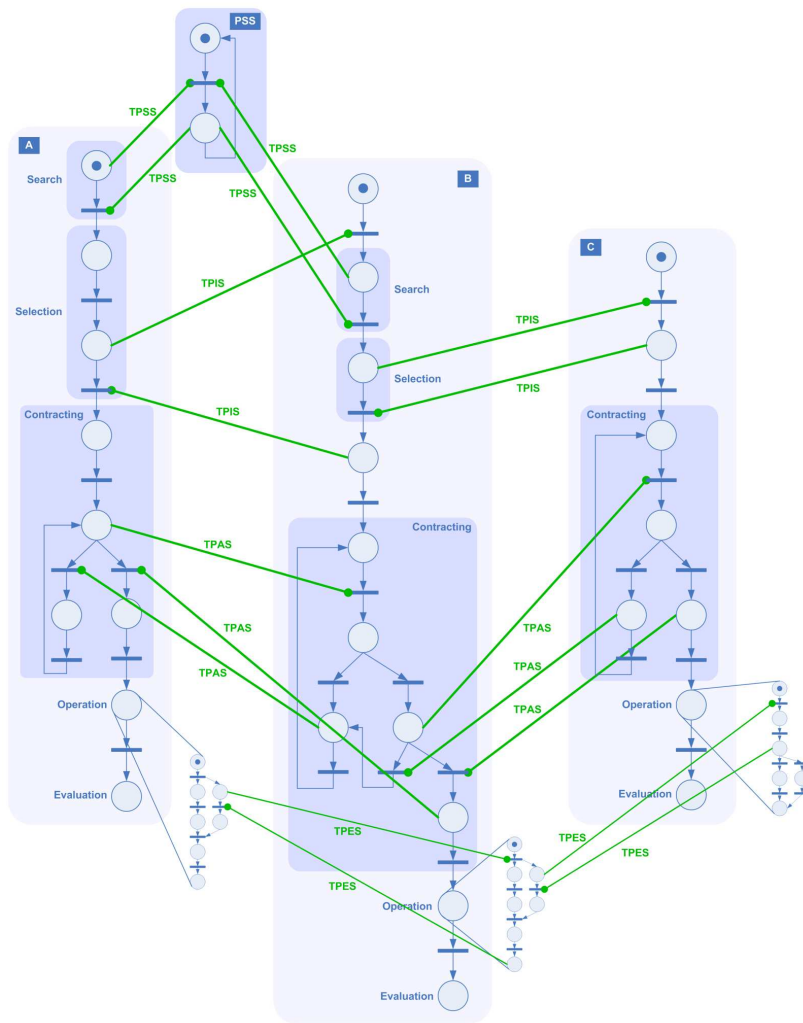 PSS
TPSS
A
TPSS
TPSS
Search
TPSS
B
C
TPIS
Search
Selection
TPIS
Selection
TPIS
TPIS
Contracting
Contracting
Contracting
TPAS
TPAS
TPAS
TPAS
TPAS
TPAS
Operation
Operation
Evaluation
Evaluation
TPES
TPES
TPES
TPES
Operation
Evaluation